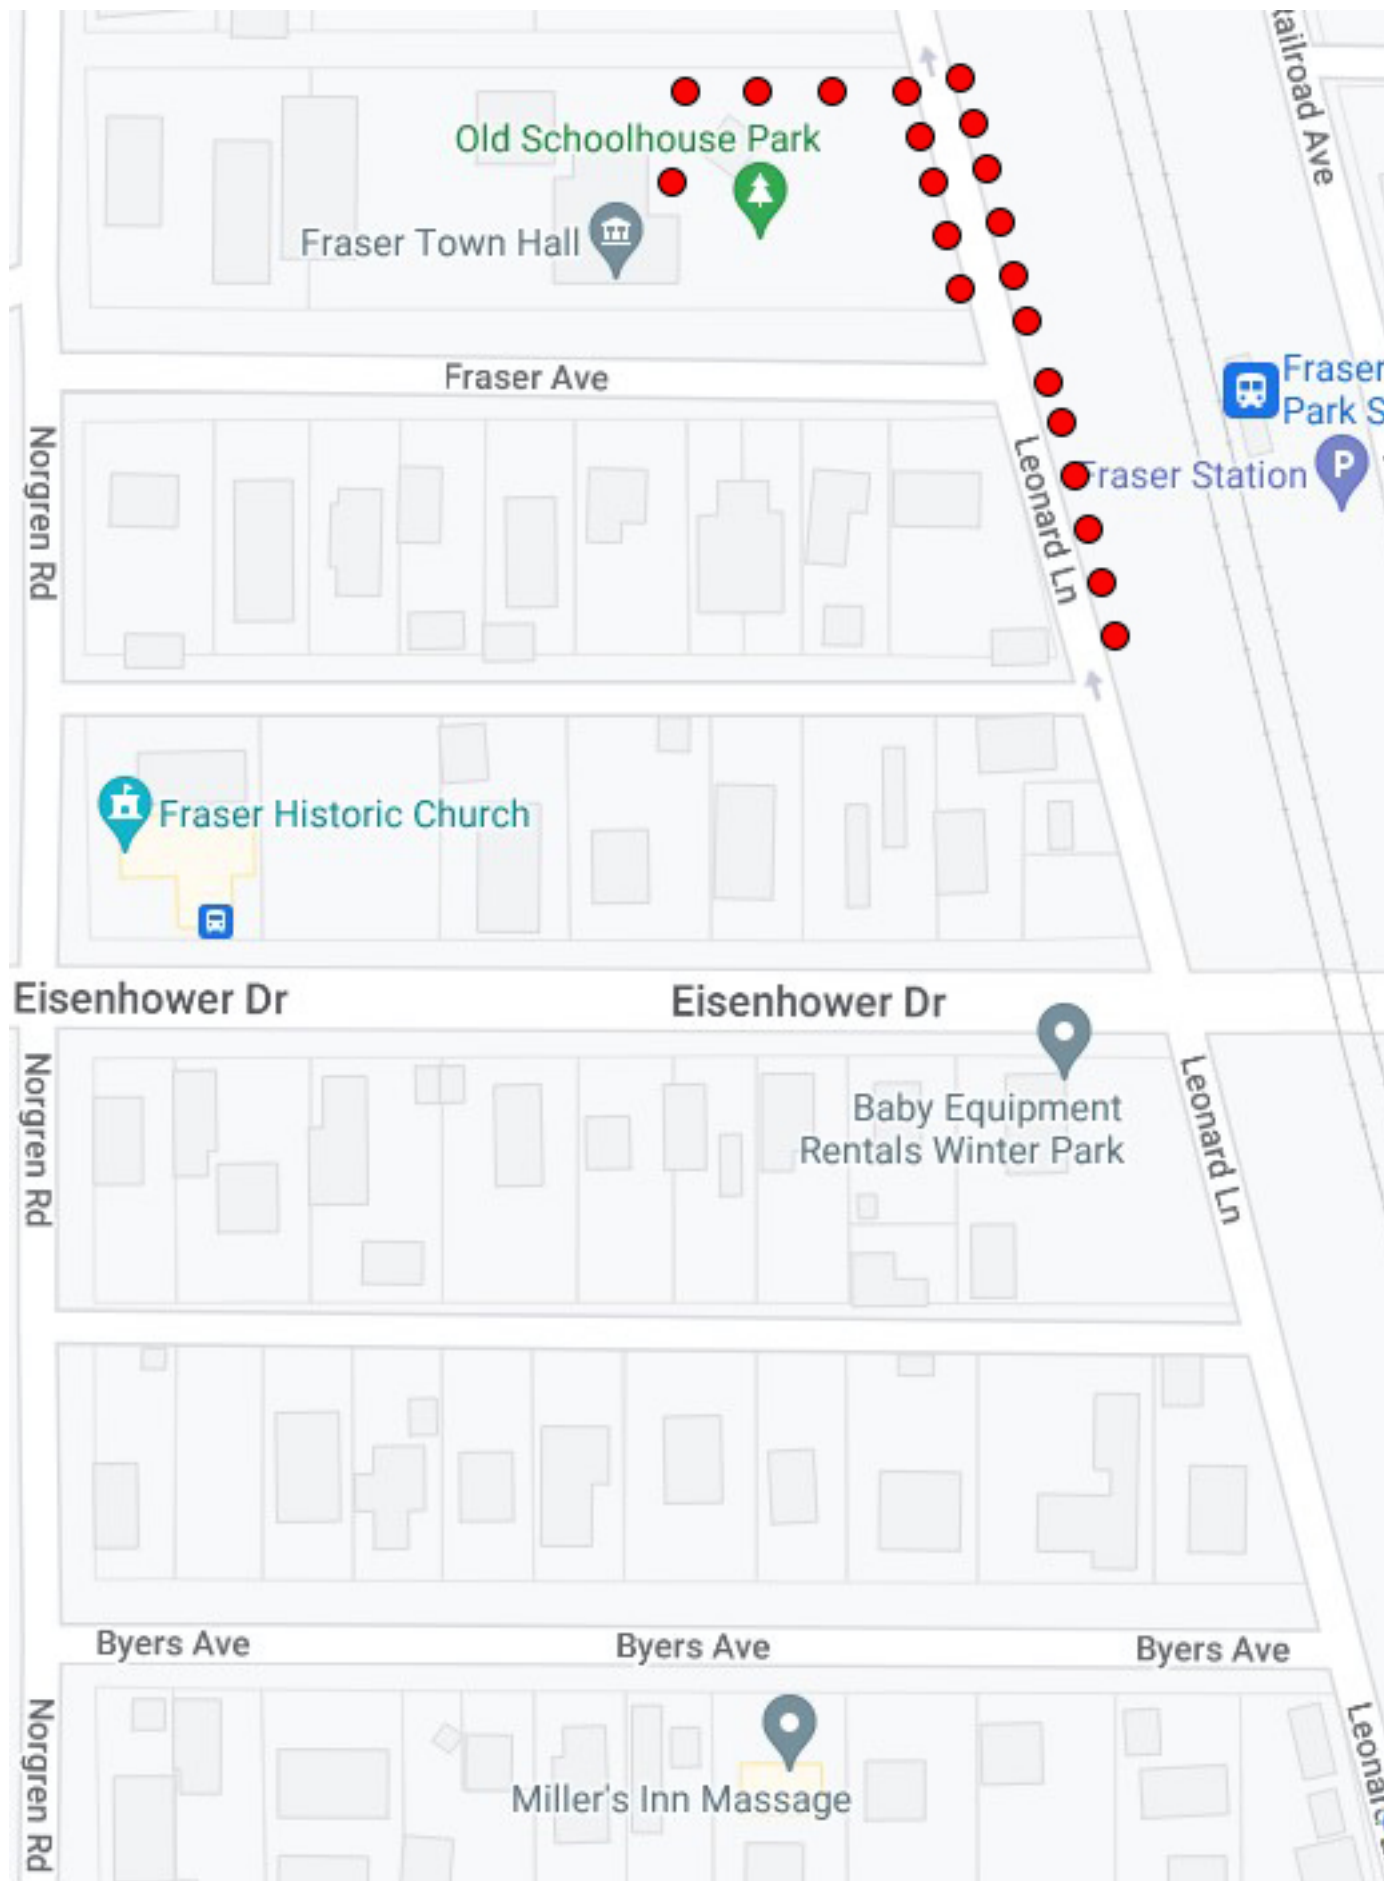 Railroad Ave
Old Schoolhouse Park
Fraser Town Hall
Fraser Ave
Fraser
Park S
Norgren Rd
Leonard Ln
Fraser Station
P
Fraser Historic Church
Eisenhower Dr
Eisenhower Dr
Norgren Rd
Leonard Ln
Baby Equipment
Rentals Winter Park
Byers Ave
Byers Ave
Byers Ave
Norgren Rd
Leonard
Miller's Inn Massage